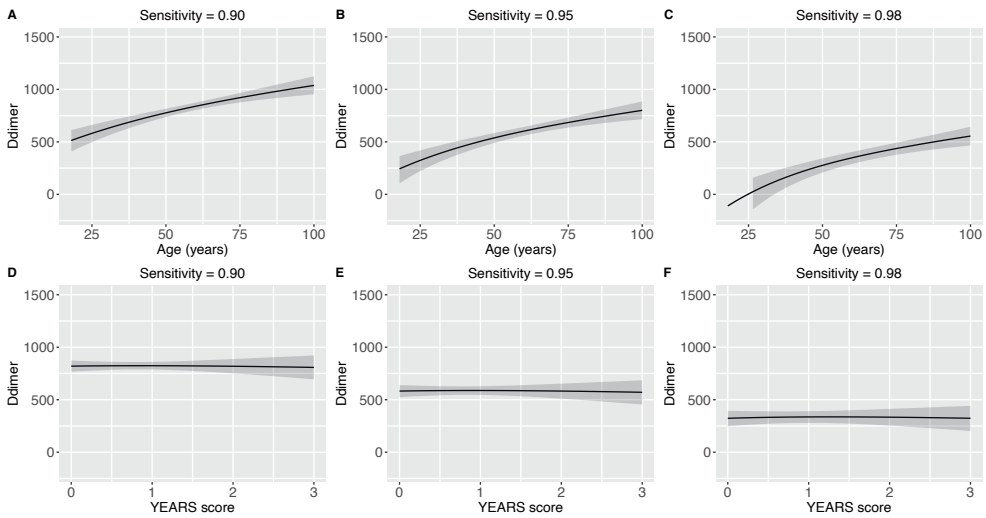 A Sensitivity = 0.90
1500
1000
500
0
Ddimer
25 50 75 100
Age (years)
B Sensitivity = 0.95
1500
1000
500
0
Ddimer
25 50 75 100
Age (years)
C Sensitivity = 0.98
1500
1000
500
0
Ddimer
25 50 75 100
Age (years)
D Sensitivity = 0.90
1500
1000
500
0
Ddimer
0 1 2 3
YEARS score
E Sensitivity = 0.95
1500
1000
500
0
Ddimer
0 1 2 3
YEARS score
F Sensitivity = 0.98
1500
1000
500
0
Ddimer
0 1 2 3
YEARS score